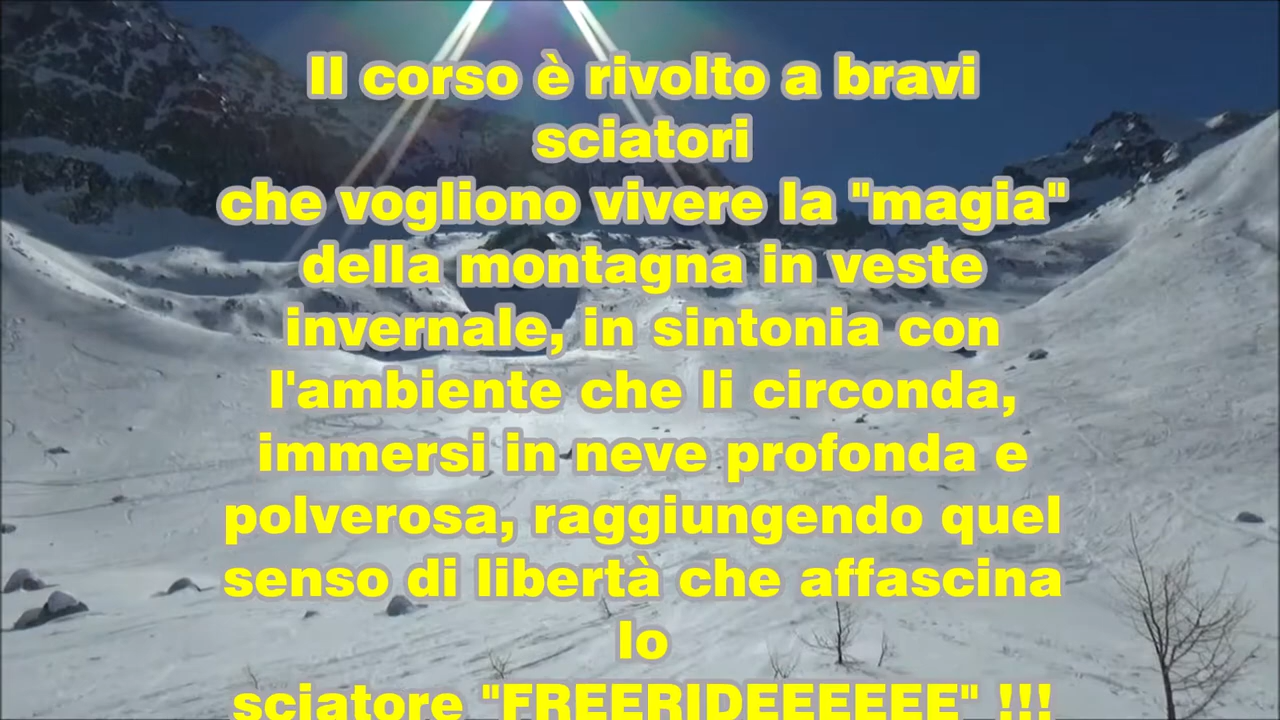 Il corso è rivolto a bravi
sciatori
che vogliono vivere la "magia"
della montagna in veste
invernale, in sintonia con
l'ambiente che li circonda,
immersi in neve profonda e
polverosa, raggiungendo quel
senso di libertà che affascina
lo
sciatore "FREERIDEEEEEE" !!!